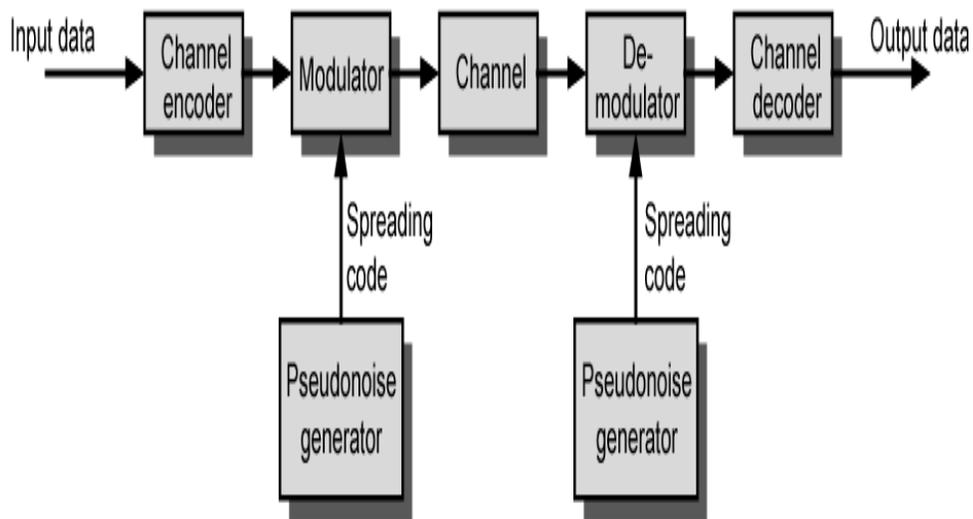 Input data
Channel
encoder
Modulator
Channel
De-
modulator
Channel
decoder
Output data
Spreading
code
Spreading
code
Pseudonoise
generator
Pseudonoise
generator